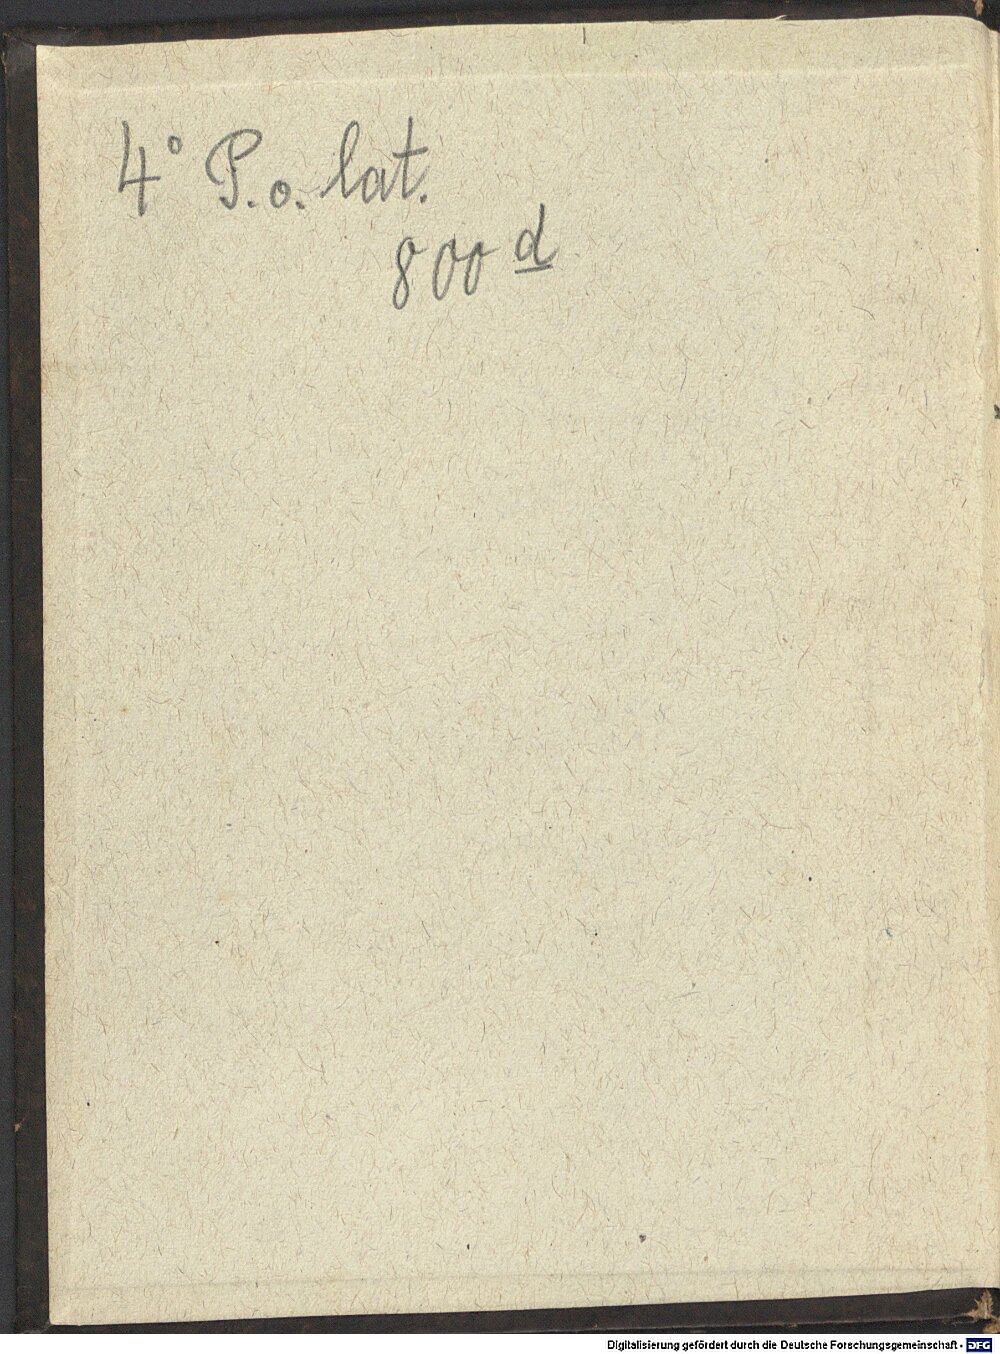 4° P. o. lat.
800 d
Digitalisierung gefördert durch die Deutsche Forschungsgemeinschaft - DFG